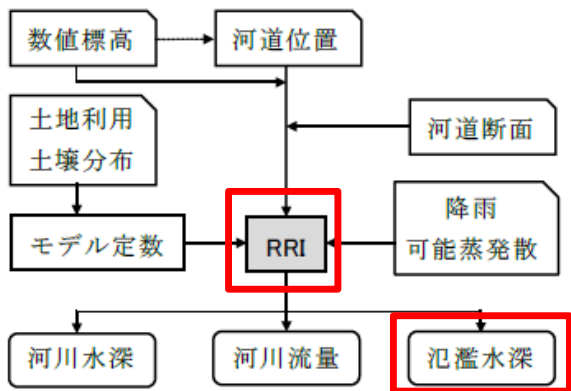 数値標高
河道位置
土地利用
土壌分布
河道断面
モデル定数
RRI
降雨
可能蒸発散
河川水深
河川流量
氾濫水深